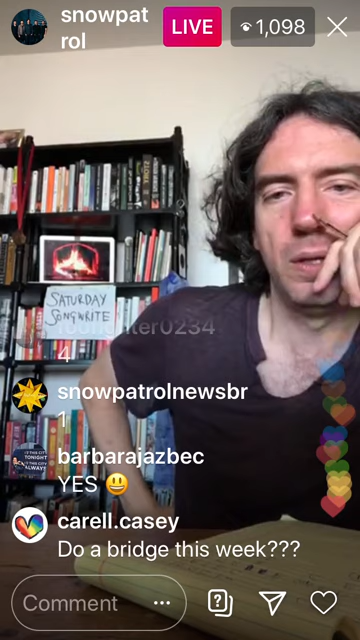 snowpat
rol
LIVE
1,098
SATURDAY
SONGWRITE
4
snowpatrolnewsbr
1
barbarajazbec
YES 😃
carell.casey
Do a bridge this week???
Comment